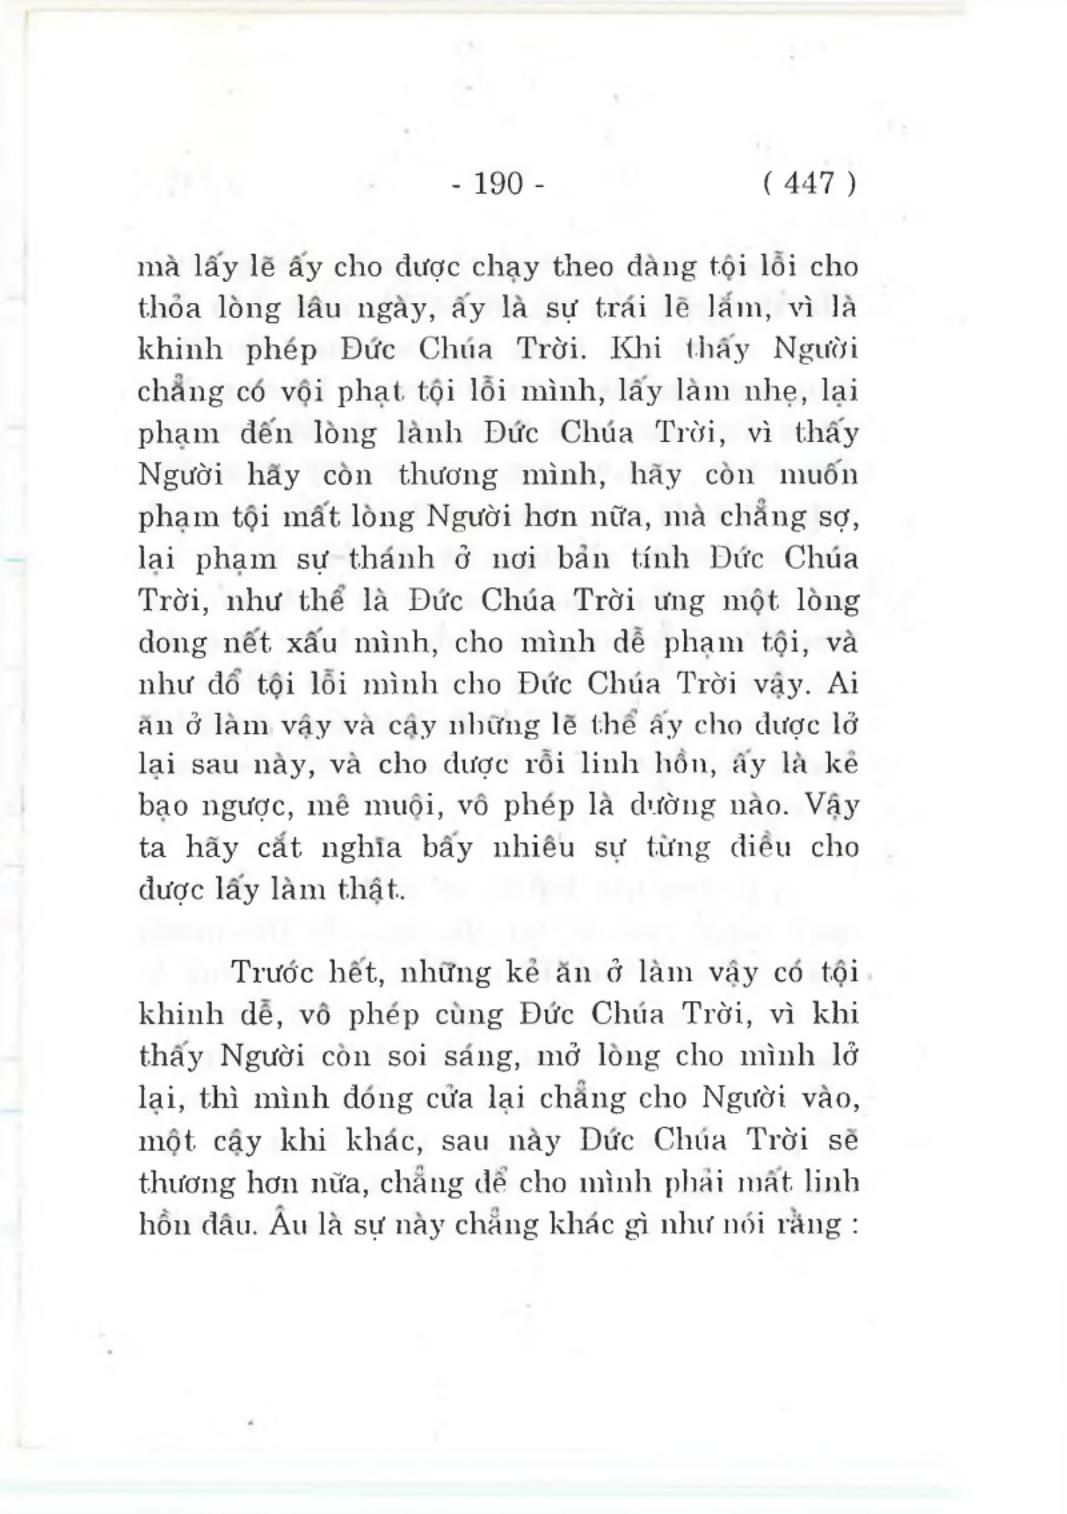 - 190 - ( 447 )
mà lấy lẽ ấy cho được chạy theo đàng tội lỗi cho
thỏa lòng lâu ngày, ấy là sự trái lẽ lắm, vì là
khinh phép Đức Chúa Trời. Khi thấy Người
chẳng có vội phạt tội lỗi mình, lấy làm nhẹ, lại
phạm đến lòng lành Đức Chúa Trời, vì thấy
Người hãy còn thương mình, hãy còn muốn
phạm tội mất lòng Người hơn nữa, mà chẳng sợ,
lại phạm sự thánh ở nơi bản tính Đức Chúa
Trời, như thể là Đức Chúa Trời ưng một lòng
dong nết xấu mình, cho mình dễ phạm tội, và
như đổ tội lỗi mình cho Đức Chúa Trời vậy. Ai
ăn ở làm vậy và cậy những lẽ thể ấy cho được lở
lại sau này, và cho được rỗi linh hồn, ấy là kẻ
bạo ngược, mê muội, vô phép là dường nào. Vậy
ta hãy cắt nghĩa bấy nhiêu sự từng điều cho
được lấy làm thật.
Trước hết, những kẻ ăn ở làm vậy có tội
khinh dễ, vô phép cùng Đức Chúa Trời, vì khi
thấy Người còn soi sáng, mở lòng cho mình lở
lại, thì mình đóng cửa lại chẳng cho Người vào,
một cậy khi khác, sau này Đức Chúa Trời sẽ
thương hơn nữa, chẳng để cho mình phải mất linh
hồn đâu. Âu là sự này chẳng khác gì như nói rằng :